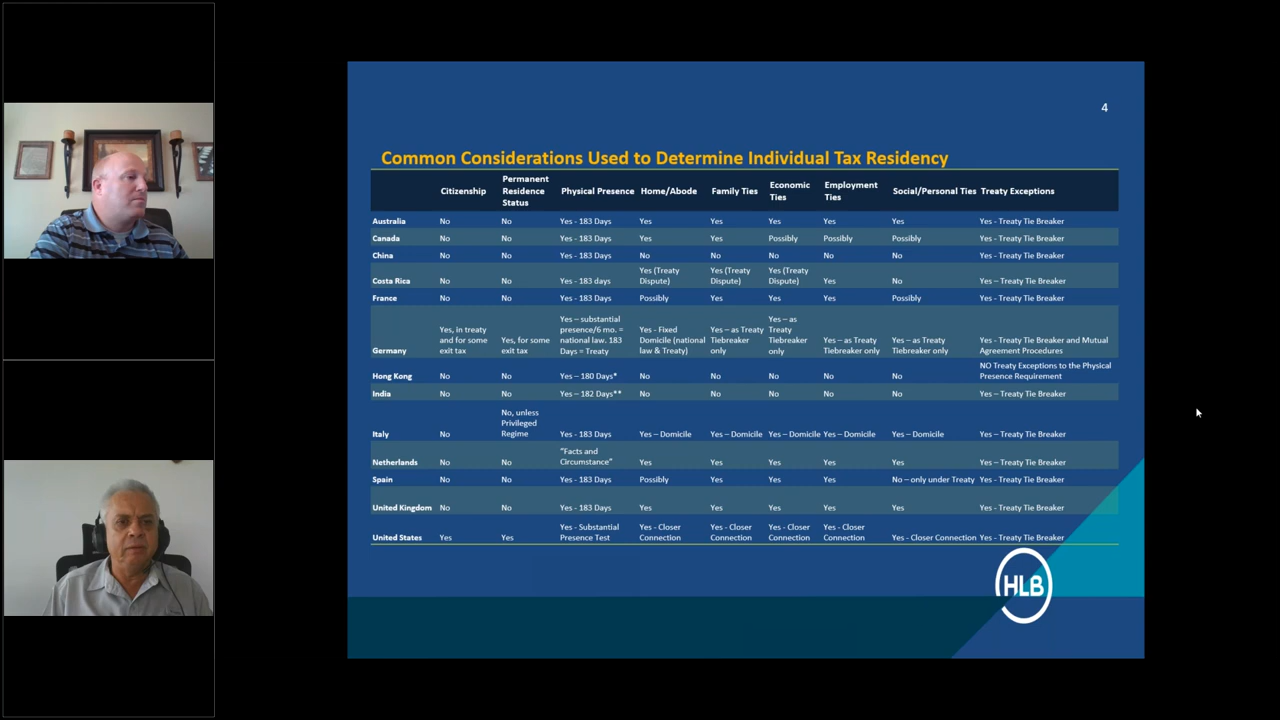 4
Common Considerations Used to Determine Individual Tax Residency
Citizenship Permanent Residence Status Physical Presence Home/Abode Family Ties Economic Ties Employment Ties Social/Personal Ties Treaty Exceptions
Australia No No Yes - 183 Days Yes Yes Yes Yes Yes Yes - Treaty Tie Breaker
Canada No No Yes - 183 Days Yes Yes Possibly Possibly Possibly Yes - Treaty Tie Breaker
China No No Yes - 183 Days No No No No No Yes - Treaty Tie Breaker
Costa Rica No No Yes - 183 days Yes (Treaty Dispute) Yes (Treaty Dispute) Yes (Treaty Dispute) Yes No Yes – Treaty Tie Breaker
France No No Yes - 183 Days Possibly Yes Yes Yes Possibly Yes - Treaty Tie Breaker
Germany Yes, in treaty and for some exit tax Yes, for some exit tax Yes – substantial presence/6 mo. = national law. 183 Days = Treaty Yes - Fixed Domicile (national law & Treaty) Yes – as Treaty Tiebreaker only Yes – as Treaty Tiebreaker only Yes – as Treaty Tiebreaker only Yes – as Treaty Tiebreaker only Yes - Treaty Tie Breaker and Mutual Agreement Procedures
Hong Kong No No Yes – 180 Days* No No No No No NO Treaty Exceptions to the Physical Presence Requirement
India No No Yes – 182 Days** No No No No No Yes – Treaty Tie Breaker
Italy No No, unless Privileged Regime Yes - 183 Days Yes – Domicile Yes – Domicile Yes – Domicile Yes – Domicile Yes – Domicile Yes – Treaty Tie Breaker
Netherlands No No "Facts and Circumstance" Yes Yes Yes Yes Yes Yes – Treaty Tie Breaker
Spain No No Yes - 183 Days Possibly Yes Yes Yes No – only under Treaty Yes - Treaty Tie Breaker
United Kingdom No No Yes - 183 Days Yes Yes Yes Yes Yes Yes - Treaty Tie Breaker
United States Yes Yes Yes - Substantial Presence Test Yes - Closer Connection Yes - Closer Connection Yes - Closer Connection Yes - Closer Connection Yes - Closer Connection Yes - Treaty Tie Breaker
HLB